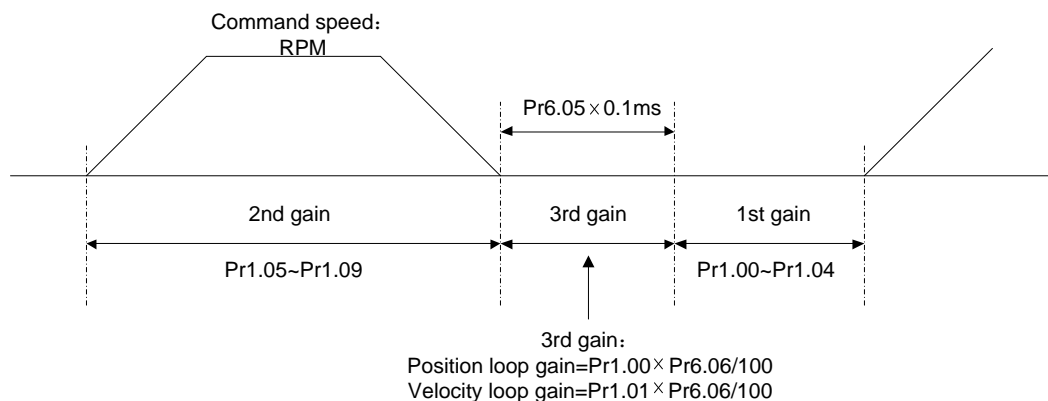 Command speed：
RPM
Pr6.05×0.1ms
2nd gain
3rd gain
1st gain
Pr1.05~Pr1.09
Pr1.00~Pr1.04
3rd gain：
Position loop gain=Pr1.00×Pr6.06/100
Velocity loop gain=Pr1.01×Pr6.06/100